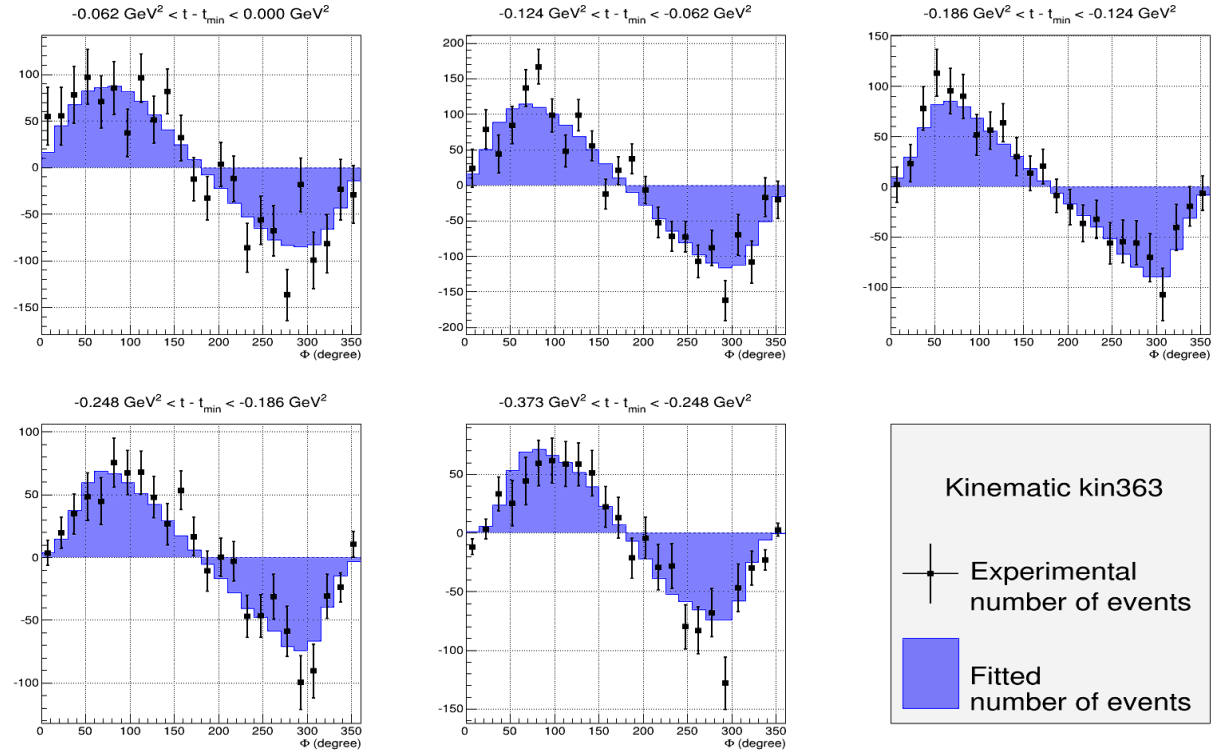 -0.062 GeV² < t - t_min < 0.000 GeV²
100
50
0
-50
-100
-150
0 50 100 150 200 250 300 350
Φ (degree)
-0.124 GeV² < t - t_min < -0.062 GeV²
200
150
100
50
0
-50
-100
-150
-200
0 50 100 150 200 250 300 350
Φ (degree)
-0.186 GeV² < t - t_min < -0.124 GeV²
150
100
50
0
-50
-100
0 50 100 150 200 250 300 350
Φ (degree)
-0.248 GeV² < t - t_min < -0.186 GeV²
100
50
0
-50
-100
0 50 100 150 200 250 300 350
Φ (degree)
-0.373 GeV² < t - t_min < -0.248 GeV²
50
0
-50
-100
-150
0 50 100 150 200 250 300 350
Φ (degree)
Kinematic kin363
Experimental
number of events
Fitted
number of events